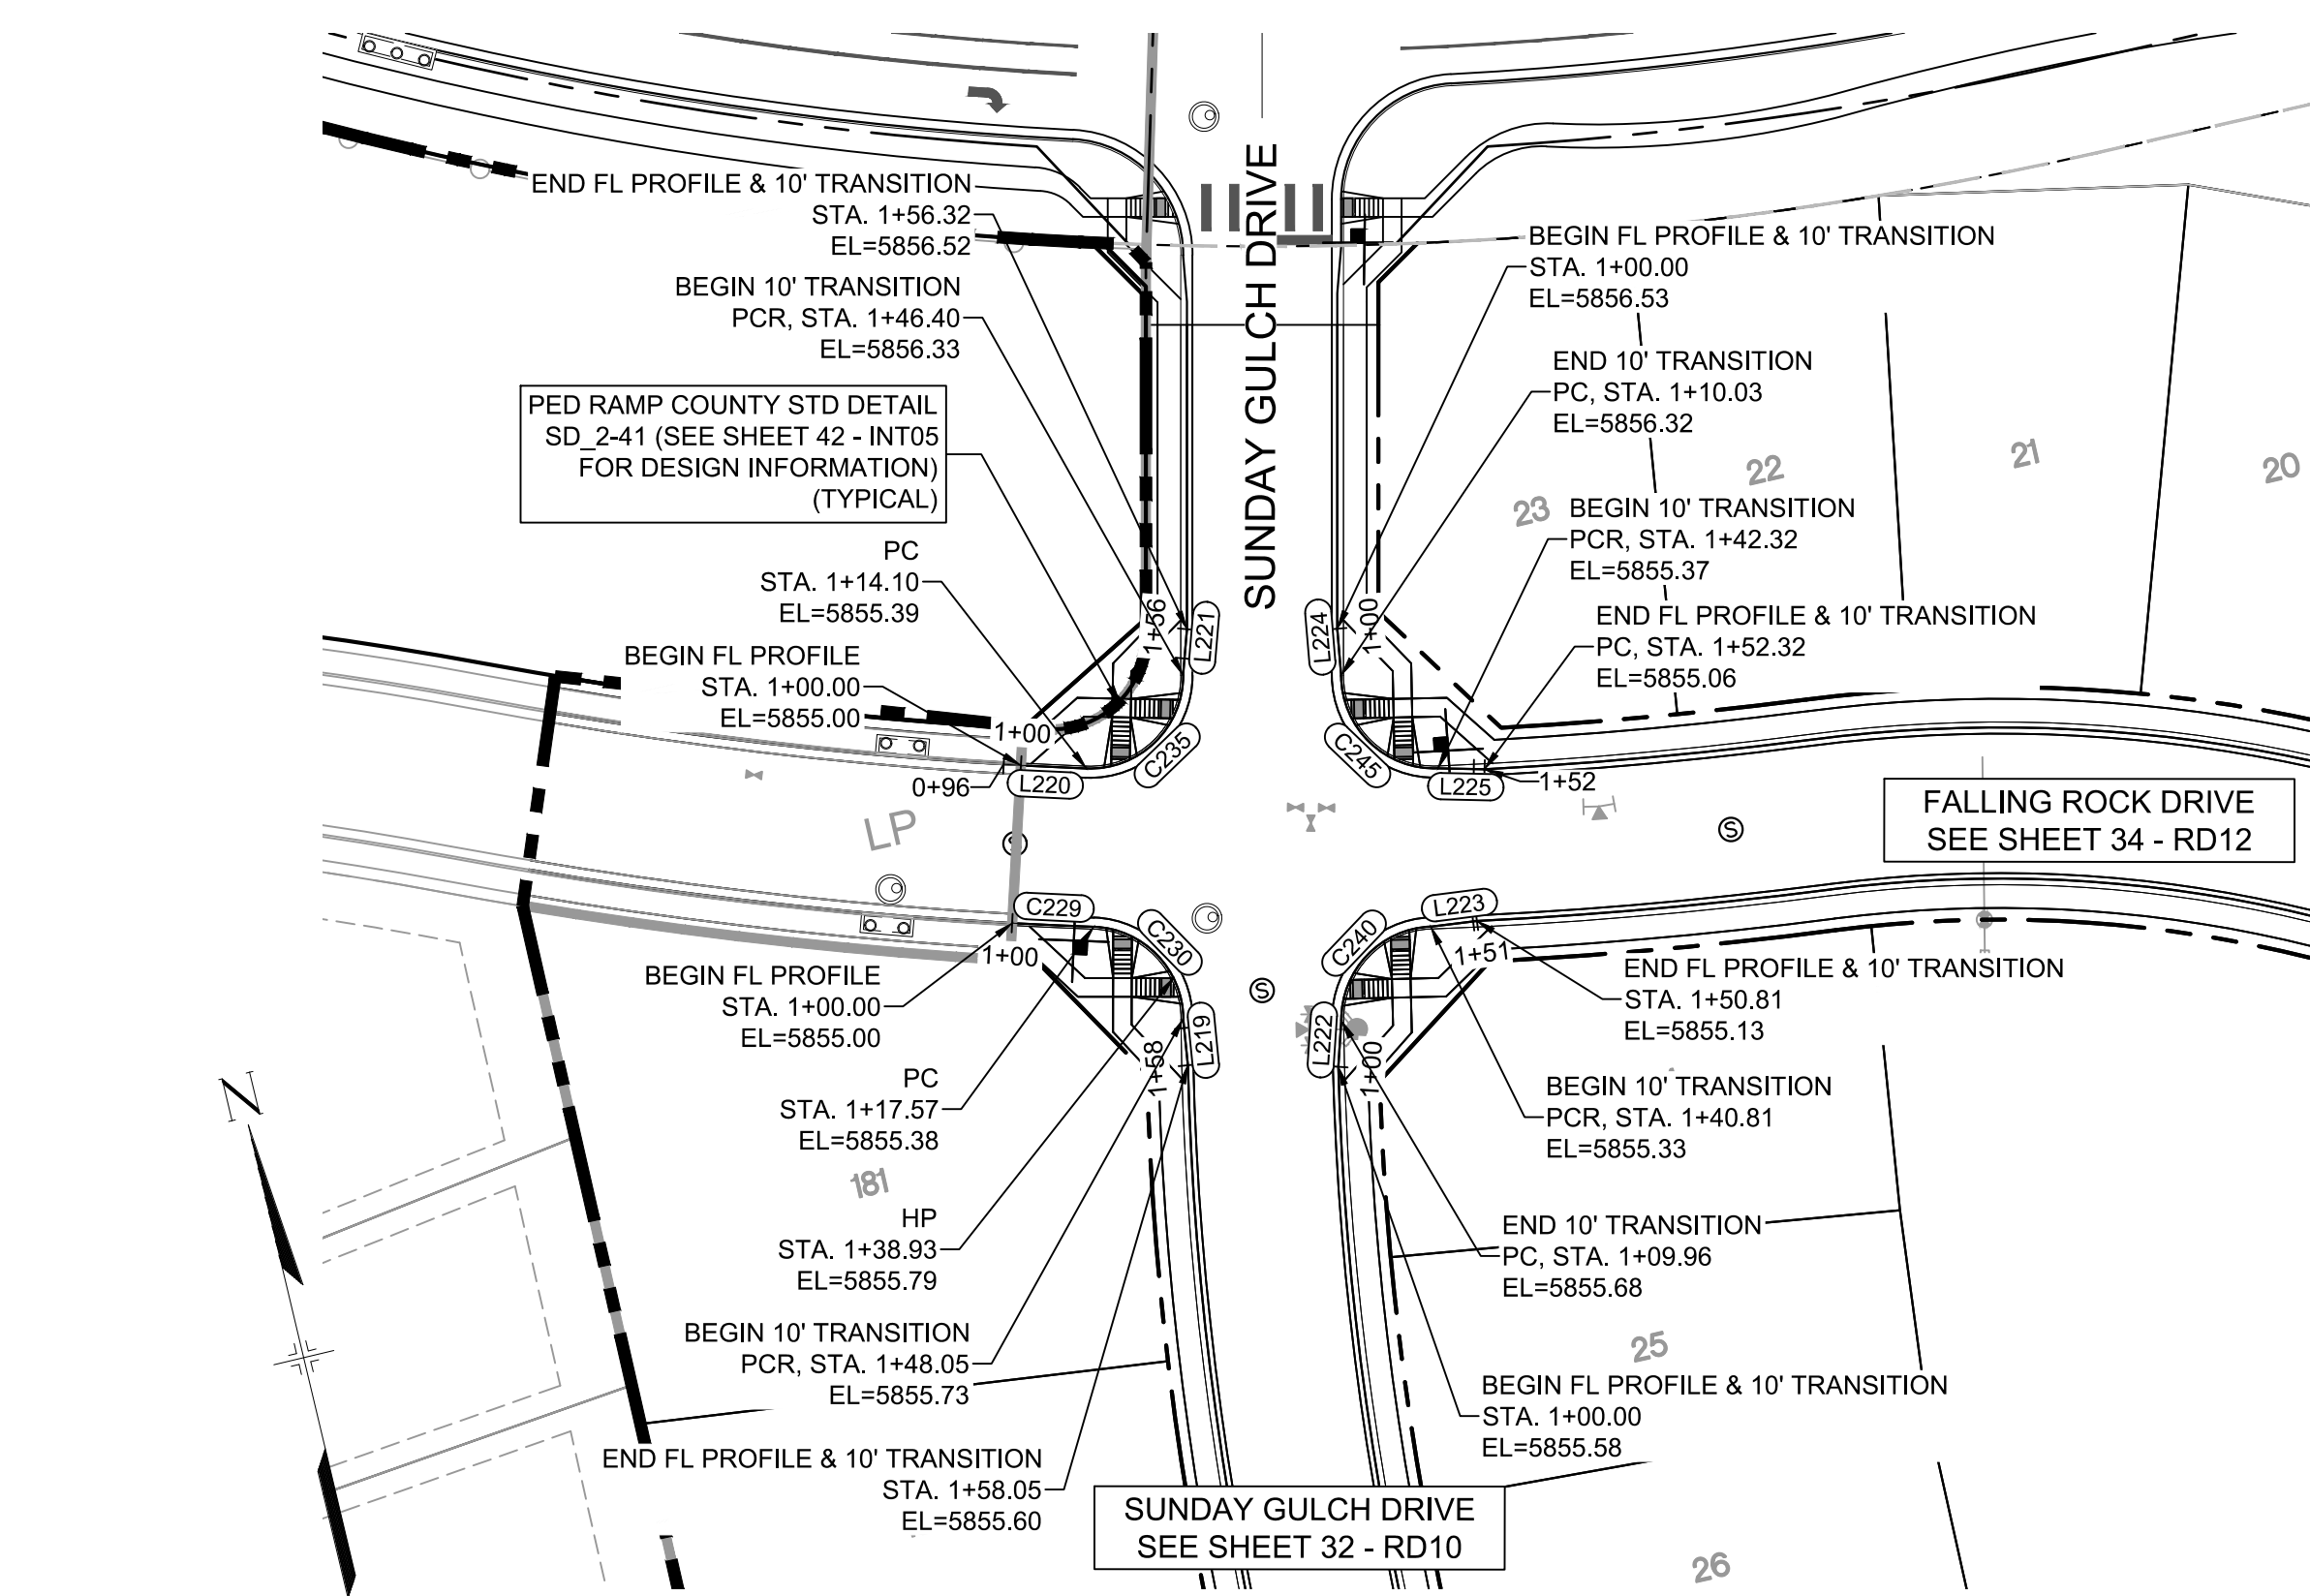 END FL PROFILE & 10' TRANSITION
STA. 1+56.32
EL=5856.52
BEGIN 10' TRANSITION
PCR, STA. 1+46.40
EL=5856.33
PED RAMP COUNTY STD DETAIL
SD_2-41 (SEE SHEET 42 - INT05
FOR DESIGN INFORMATION)
(TYPICAL)
PC
STA. 1+14.10
EL=5855.39
BEGIN FL PROFILE
STA. 1+00.00
EL=5855.00
1+00
0+96
L220
C235
L221
1+56
SUNDAY GULCH DRIVE
BEGIN FL PROFILE & 10' TRANSITION
STA. 1+00.00
EL=5856.53
END 10' TRANSITION
PC, STA. 1+10.03
EL=5856.32
22
21
20
23
BEGIN 10' TRANSITION
PCR, STA. 1+42.32
EL=5855.37
END FL PROFILE & 10' TRANSITION
PC, STA. 1+52.32
EL=5855.06
L224
1+00
C245
L225
1+52
FALLING ROCK DRIVE
SEE SHEET 34 - RD12
LP
S
S
S
C229
C230
1+00
L219
1+58
BEGIN FL PROFILE
STA. 1+00.00
EL=5855.00
PC
STA. 1+17.57
EL=5855.38
181
HP
STA. 1+38.93
EL=5855.79
BEGIN 10' TRANSITION
PCR, STA. 1+48.05
EL=5855.73
END FL PROFILE & 10' TRANSITION
STA. 1+58.05
EL=5855.60
L223
C240
1+51
L222
1+00
END FL PROFILE & 10' TRANSITION
STA. 1+50.81
EL=5855.13
BEGIN 10' TRANSITION
PCR, STA. 1+40.81
EL=5855.33
END 10' TRANSITION
PC, STA. 1+09.96
EL=5855.68
25
BEGIN FL PROFILE & 10' TRANSITION
STA. 1+00.00
EL=5855.58
SUNDAY GULCH DRIVE
SEE SHEET 32 - RD10
26
N